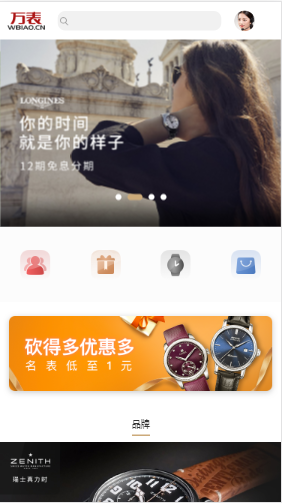 万表
WBIAO.CN
LONGINES
你的时间
就是你的样子
12期免息分期
砍得多优惠多
名表低至1元
品牌
ZENITH
瑞士真力时